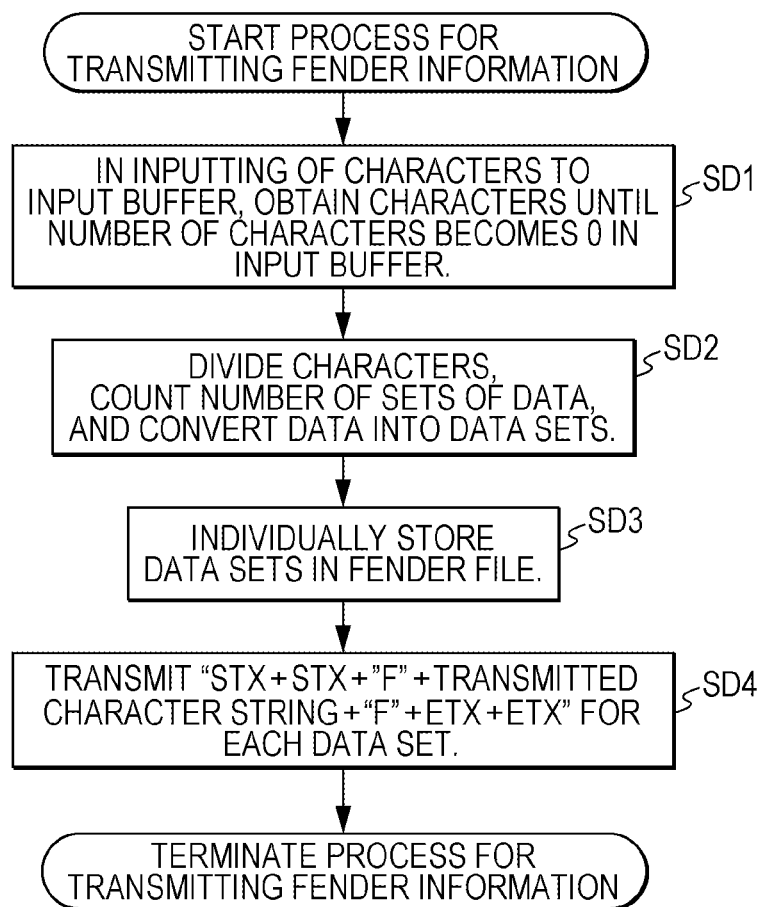 START PROCESS FOR
TRANSMITTING FENDER INFORMATION
IN INPUTTING OF CHARACTERS TO
INPUT BUFFER, OBTAIN CHARACTERS UNTIL
NUMBER OF CHARACTERS BECOMES 0 IN
INPUT BUFFER.
SD1
DIVIDE CHARACTERS,
COUNT NUMBER OF SETS OF DATA,
AND CONVERT DATA INTO DATA SETS.
SD2
INDIVIDUALLY STORE
DATA SETS IN FENDER FILE.
SD3
TRANSMIT “STX+STX+”F”+TRANSMITTED
CHARACTER STRING+“F”+ETX+ETX” FOR
EACH DATA SET.
SD4
TERMINATE PROCESS FOR
TRANSMITTING FENDER INFORMATION